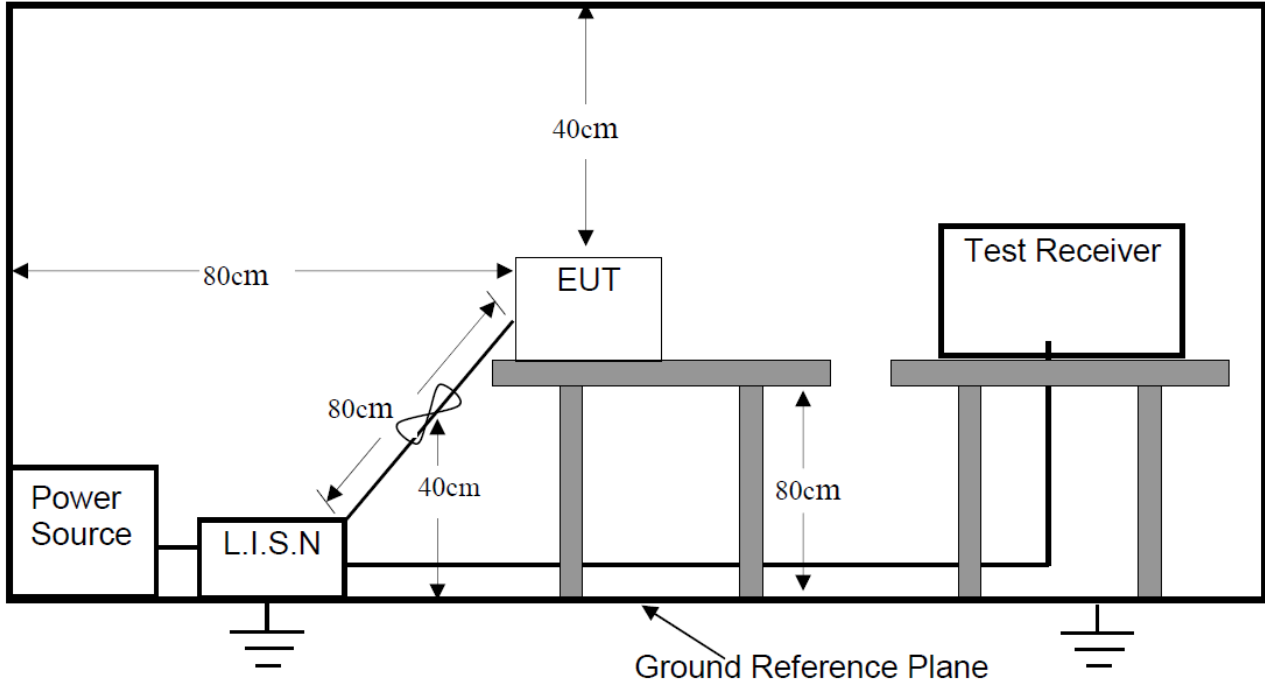 40cm
80cm
EUT
Test Receiver
80cm
40cm
80cm
Power
Source
L.I.S.N
Ground Reference Plane